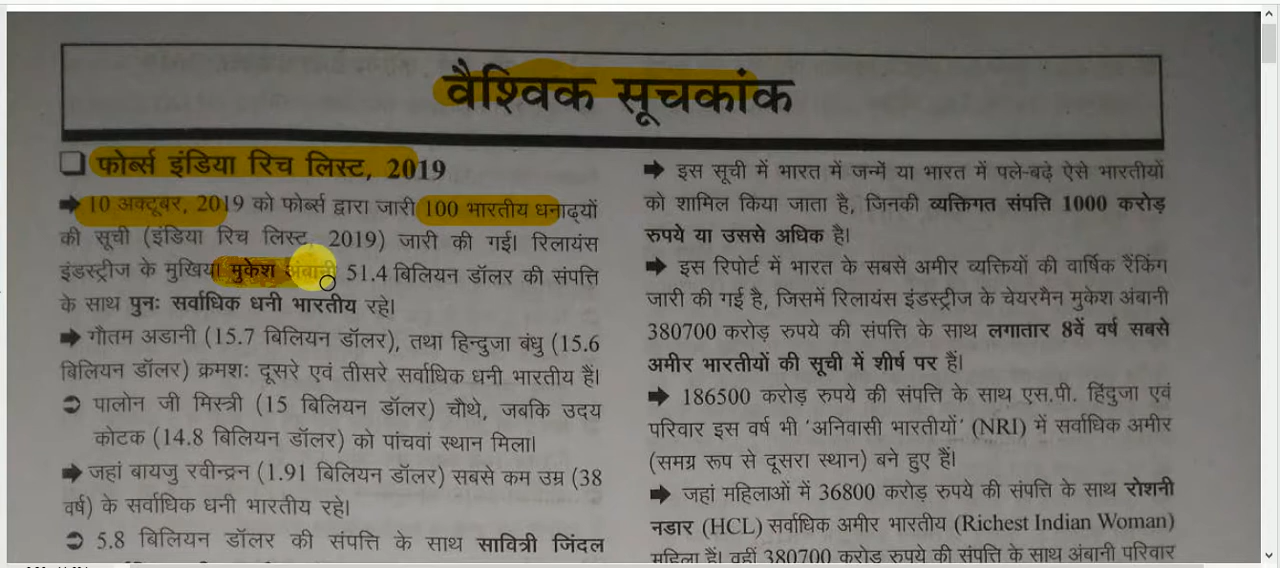 वैश्विक सूचकांक
❑ फोर्ब्स इंडिया रिच लिस्ट, 2019
➡ 10 अक्टूबर, 2019 को फोर्ब्स द्वारा जारी 100 भारतीय धनाढ्यों
की सूची (इंडिया रिच लिस्ट, 2019) जारी की गई। रिलायंस
इंडस्ट्रीज के मुखिया मुकेश अंबानी 51.4 बिलियन डॉलर की संपत्ति
के साथ पुनः सर्वाधिक धनी भारतीय रहे।
➡ गौतम अडानी (15.7 बिलियन डॉलर), तथा हिन्दुजा बंधु (15.6
बिलियन डॉलर) क्रमशः दूसरे एवं तीसरे सर्वाधिक धनी भारतीय हैं।
➲ पालोन जी मिस्त्री (15 बिलियन डॉलर) चौथे, जबकि उदय
कोटक (14.8 बिलियन डॉलर) को पांचवां स्थान मिला।
➡ जहां बायजु रवीन्द्रन (1.91 बिलियन डॉलर) सबसे कम उम्र (38
वर्ष) के सर्वाधिक धनी भारतीय रहे।
➲ 5.8 बिलियन डॉलर की संपत्ति के साथ सावित्री जिंदल
➡ इस सूची में भारत में जन्में या भारत में पले-बढ़े ऐसे भारतीयों
को शामिल किया जाता है, जिनकी व्यक्तिगत संपत्ति 1000 करोड़
रुपये या उससे अधिक है।
➡ इस रिपोर्ट में भारत के सबसे अमीर व्यक्तियों की वार्षिक रैंकिंग
जारी की गई है, जिसमें रिलायंस इंडस्ट्रीज के चेयरमैन मुकेश अंबानी
380700 करोड़ रुपये की संपत्ति के साथ लगातार 8वें वर्ष सबसे
अमीर भारतीयों की सूची में शीर्ष पर हैं।
➡ 186500 करोड़ रुपये की संपत्ति के साथ एस.पी. हिंदुजा एवं
परिवार इस वर्ष भी 'अनिवासी भारतीयों' (NRI) में सर्वाधिक अमीर
(समग्र रूप से दूसरा स्थान) बने हुए हैं।
➡ जहां महिलाओं में 36800 करोड़ रुपये की संपत्ति के साथ रोशनी
नडार (HCL) सर्वाधिक अमीर भारतीय (Richest Indian Woman)
महिला हैं। वहीं 380700 करोड़ रुपये की संपत्ति के साथ अंबानी परिवार